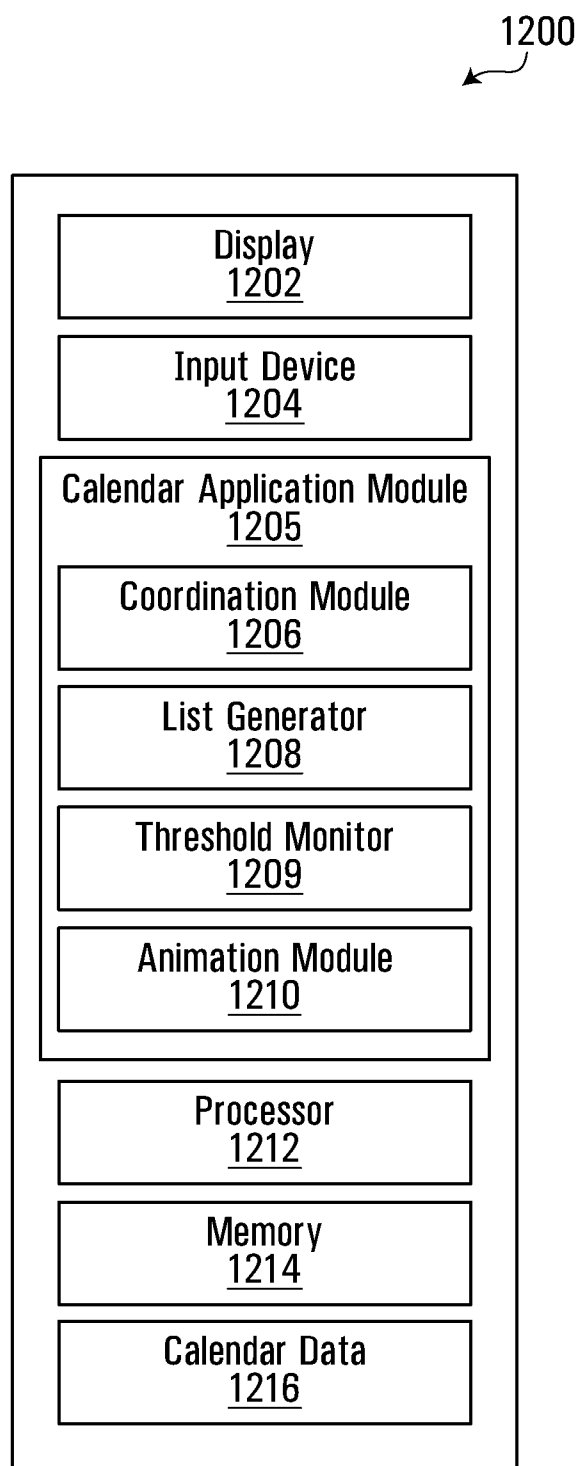 1200
Display
1202
Input Device
1204
Calendar Application Module
1205
Coordination Module
1206
List Generator
1208
Threshold Monitor
1209
Animation Module
1210
Processor
1212
Memory
1214
Calendar Data
1216